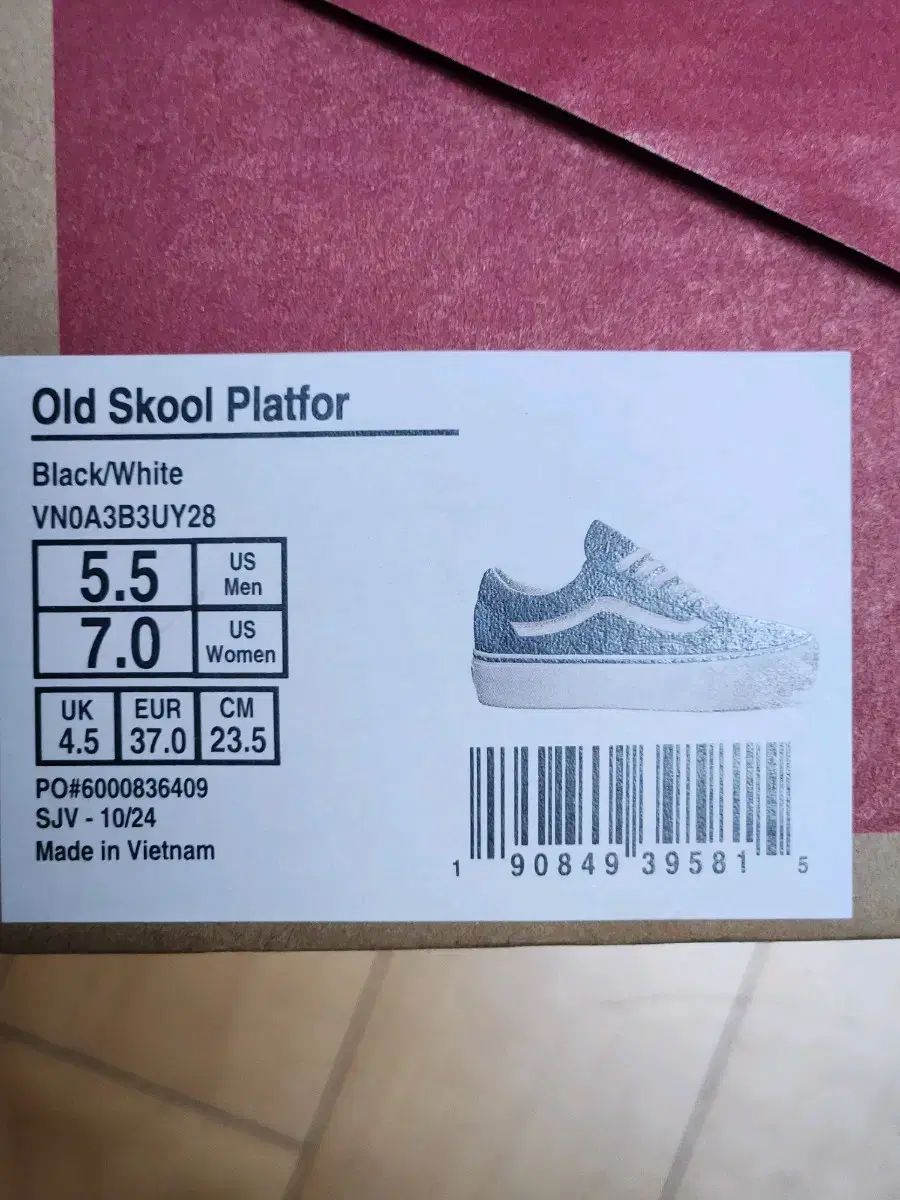 Old Skool Platfor
Black/White
VN0A3B3UY28
5.5 US Men
7.0 US Women
UK EUR CM
4.5 37.0 23.5
PO#6000836409
SJV - 10/24
Made in Vietnam
1 90849 39581 5